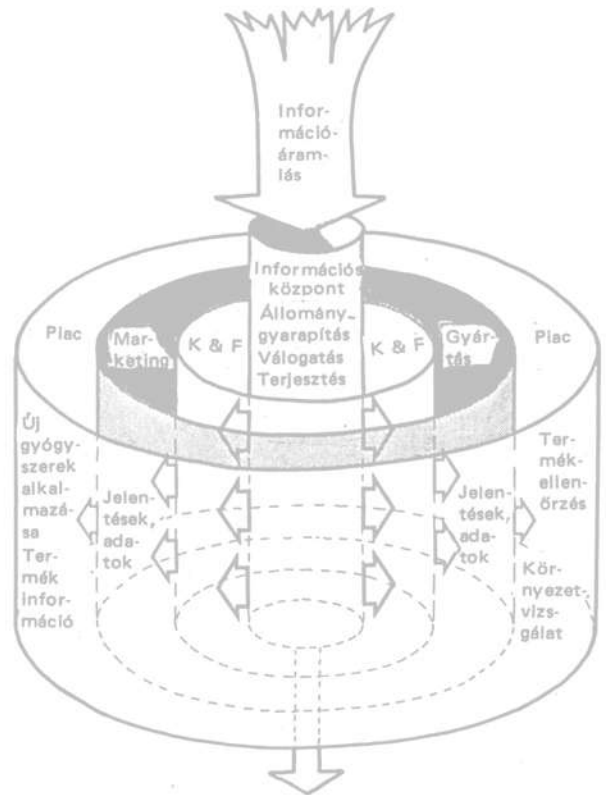 Infor-
máció-
áram-
lás
Információs
központ
Állomány-
gyarapítás
Válogatás
Terjesztés
Piac
Mar-
keting
K & F
K & F
Gyár-
tás
Piac
Új
gyógy-
szerek
alkal-
mazá-
sa
Ter-
mék
infor-
máció
Jelen-
tések,
ada-
tok
Jelen-
tések,
ada-
tok
Ter-
mék-
ellen-
őrzés
Kör-
nyezet-
vizs-
gálat